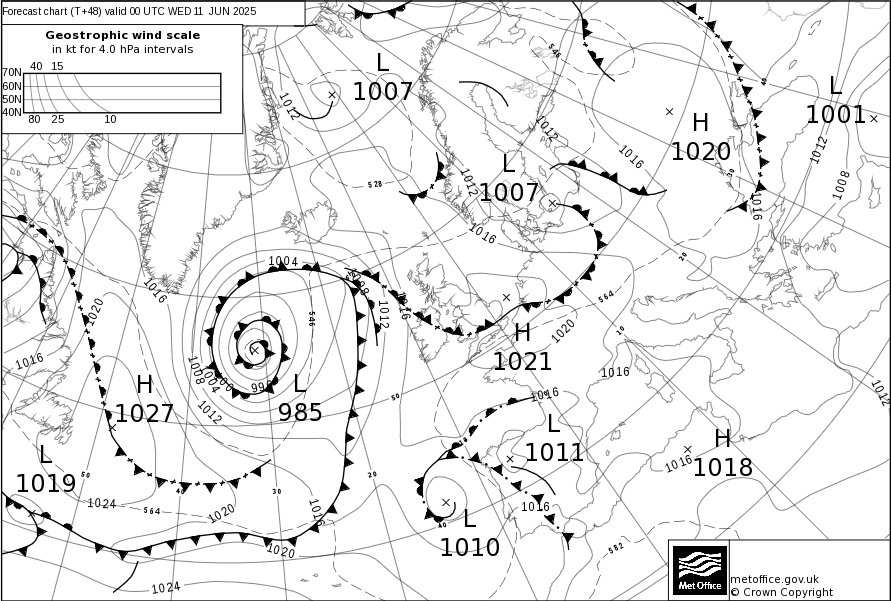 Forecast chart (T+48) valid 00 UTC WED 11 JUN 2025
Geostrophic wind scale
in kt for 4.0 hPa intervals
40 15
70N
60N
50N
40N
80 25 10
L
1007
1012
546
L
1001
H
1020
1012
1016
1012
L
1007
1012
528
1008
1016
30
1016
20
1004
1016
1020
546
1012
1016
564
10
H
1021
1020
1016
1008
1004
1016
H
1027
L
985
1012
50
1016
1012
L
1011
H
1018
1016
L
1019
50
40
30
20
1024
564
1020
1016
1016
40
L
1010
1020
582
1024
Met Office
metoffice.gov.uk
© Crown Copyright